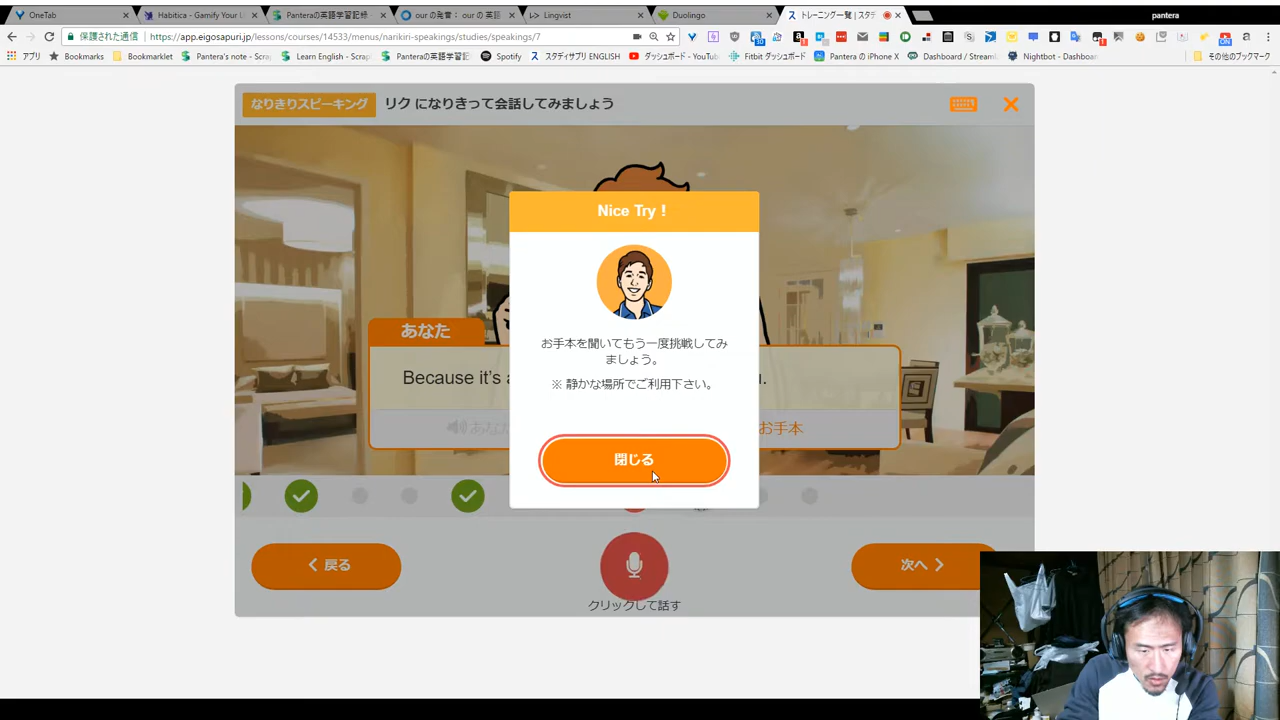 OneTab
Habitica - Gamify Your L
Panteraの英語学習記録 -
our の発音： our の 英語
Lingvist
Duolingo
トレーニング一覧 | スタデ
pantera
保護された通信
https://app.eigosapuri.jp/lessons/courses/14533/menus/narikiri-speakings/studies/speakings/7
アプリ
Bookmarks
Bookmarklet
Pantera's note - Scrap
Learn English - Scrap
Panteraの英語学習記
Spotify
スタディサプリ ENGLISH
ダッシュボード - YouTub
Fitbit ダッシュボード
Pantera の iPhone X
Dashboard / Streaml
Nightbot - Dashboar
その他のブックマーク
なりきりスピーキング
リク になりきって会話してみましょう
Nice Try !
お手本を聞いてもう一度挑戦してみ
ましょう。
※ 静かな場所でご利用下さい。
閉じる
あなた
Because it's
u.
あなた
お手本
戻る
次へ
クリックして話す